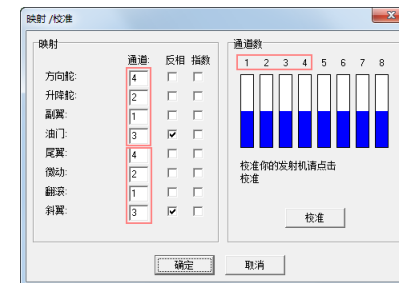 映射 /校准
映射
通道: 反相 指数
方向舵: 4
升降舵: 2
副翼: 1
油门: 3
尾翼: 4
微动: 2
翻滚: 1
斜翼: 3
通道数
1 2 3 4 5 6 7 8
校准你的发射机请点击
校准
校准
确定
取消